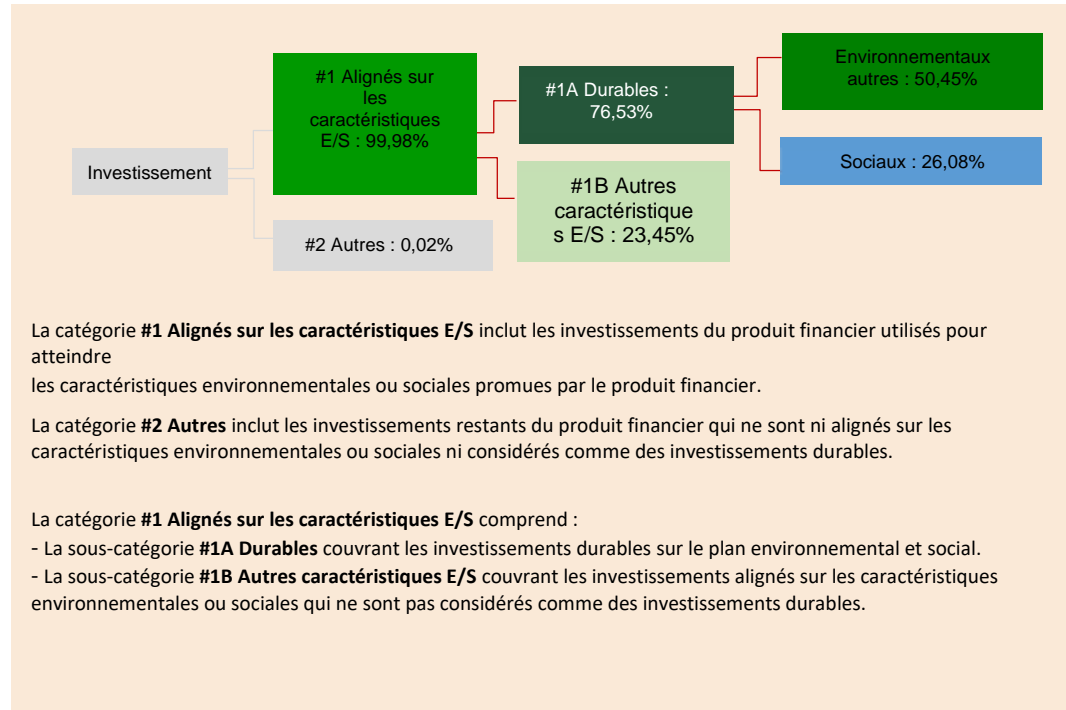 Investissement
#1 Alignés sur
les
caractéristiques
E/S : 99,98%
#2 Autres : 0,02%
#1A Durables :
76,53%
#1B Autres
caractéristique
s E/S : 23,45%
Environnementaux
autres : 50,45%
Sociaux : 26,08%
La catégorie #1 Alignés sur les caractéristiques E/S inclut les investissements du produit financier utilisés pour
atteindre
les caractéristiques environnementales ou sociales promues par le produit financier.
La catégorie #2 Autres inclut les investissements restants du produit financier qui ne sont ni alignés sur les
caractéristiques environnementales ou sociales ni considérés comme des investissements durables.
La catégorie #1 Alignés sur les caractéristiques E/S comprend :
- La sous-catégorie #1A Durables couvrant les investissements durables sur le plan environnemental et social.
- La sous-catégorie #1B Autres caractéristiques E/S couvrant les investissements alignés sur les caractéristiques
environnementales ou sociales qui ne sont pas considérés comme des investissements durables.